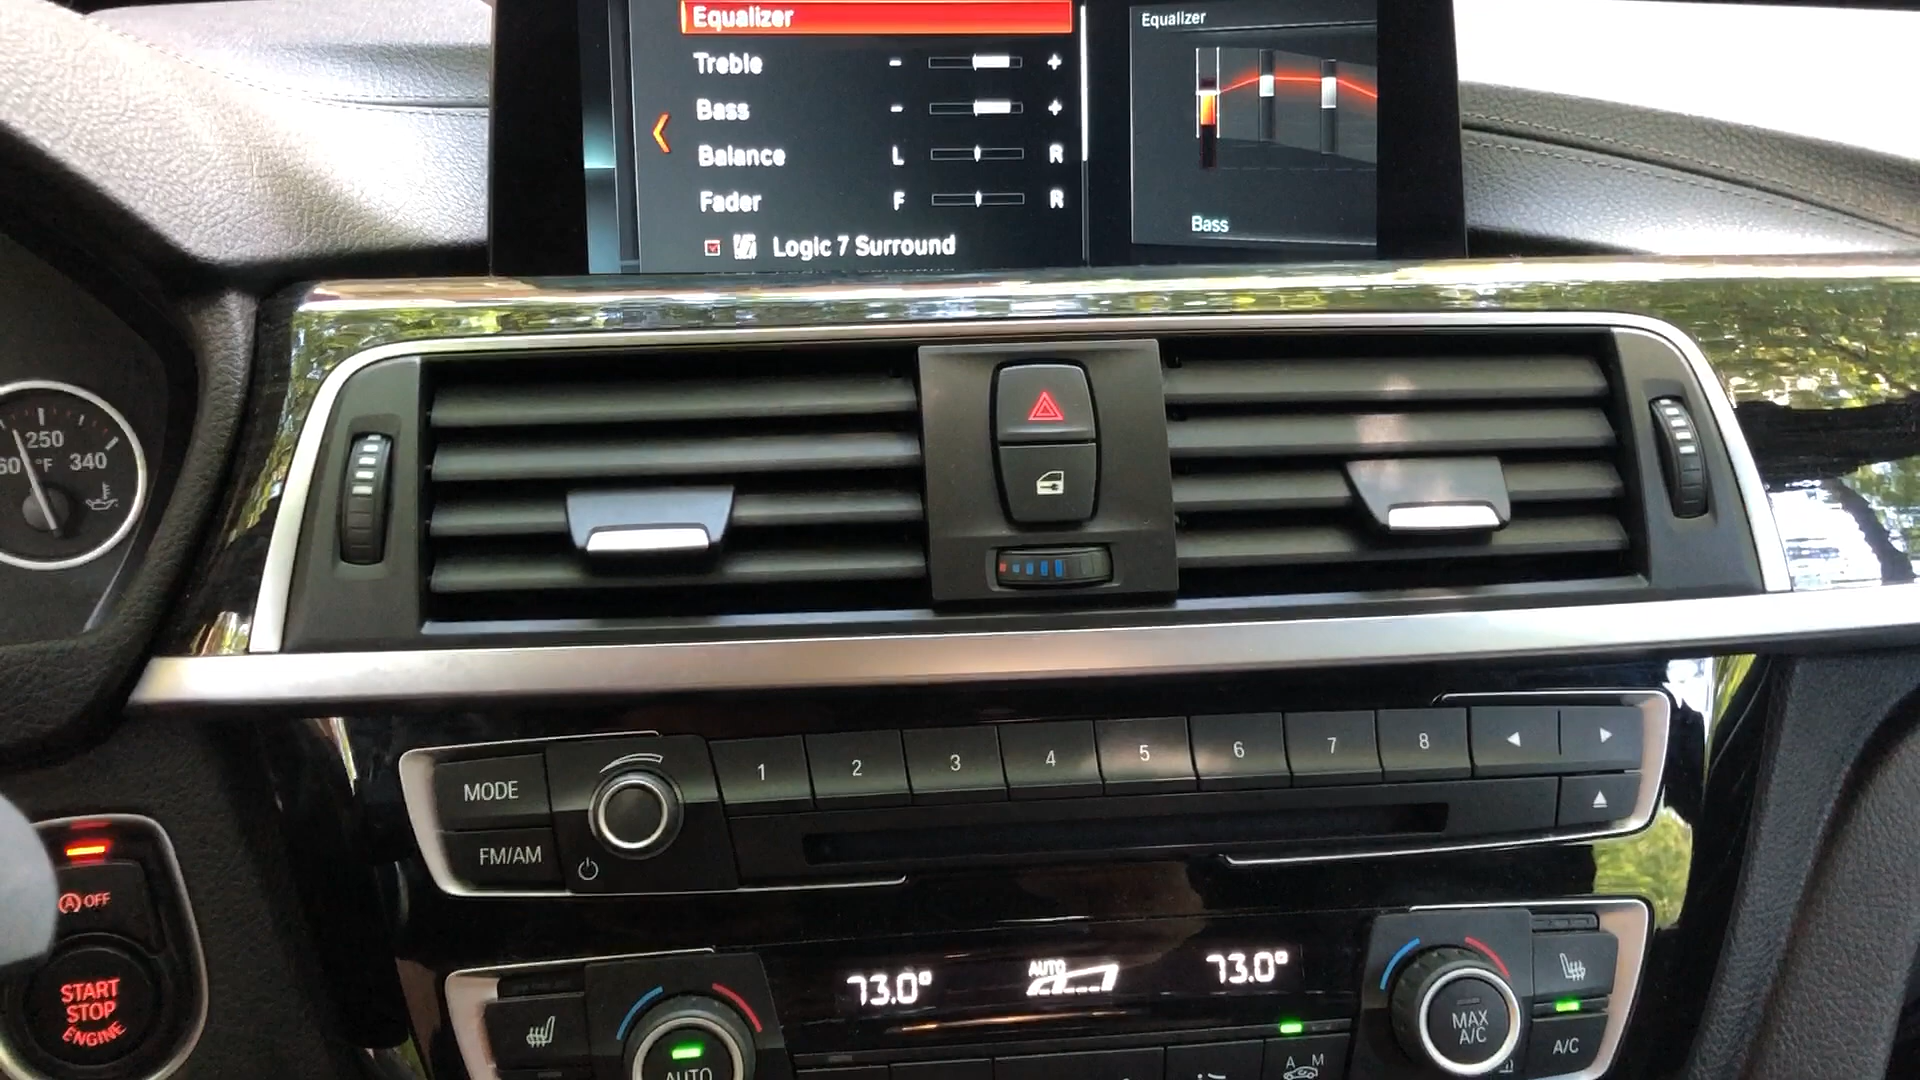 Equalizer
Treble - +
Bass - +
Balance L R
Fader F R
Logic 7 Surround
Equalizer
Bass
250
°F 340
MODE
FM/AM
1 2 3 4 5 6 7 8
A OFF
START
STOP
ENGINE
73.0° AUTO 73.0°
AUTO
MAX
A/C
A/C
A M